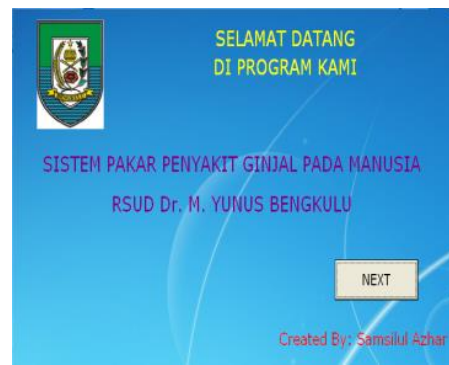 SELAMAT DATANG
DI PROGRAM KAMI
SISTEM PAKAR PENYAKIT GINJAL PADA MANUSIA
RSUD Dr. M. YUNUS BENGKULU
NEXT
Created By: Samsilul Azhar